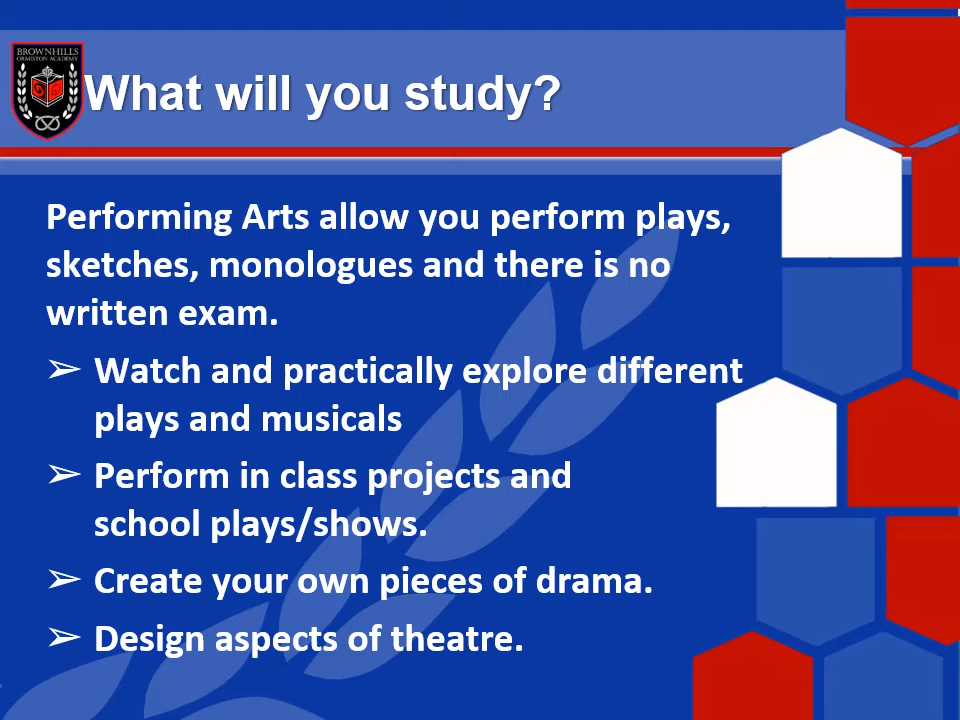 BROWNHILLS
ORMISTON ACADEMY
What will you study?
Performing Arts allow you perform plays,
sketches, monologues and there is no
written exam.
➢ Watch and practically explore different
plays and musicals
➢ Perform in class projects and
school plays/shows.
➢ Create your own pieces of drama.
➢ Design aspects of theatre.